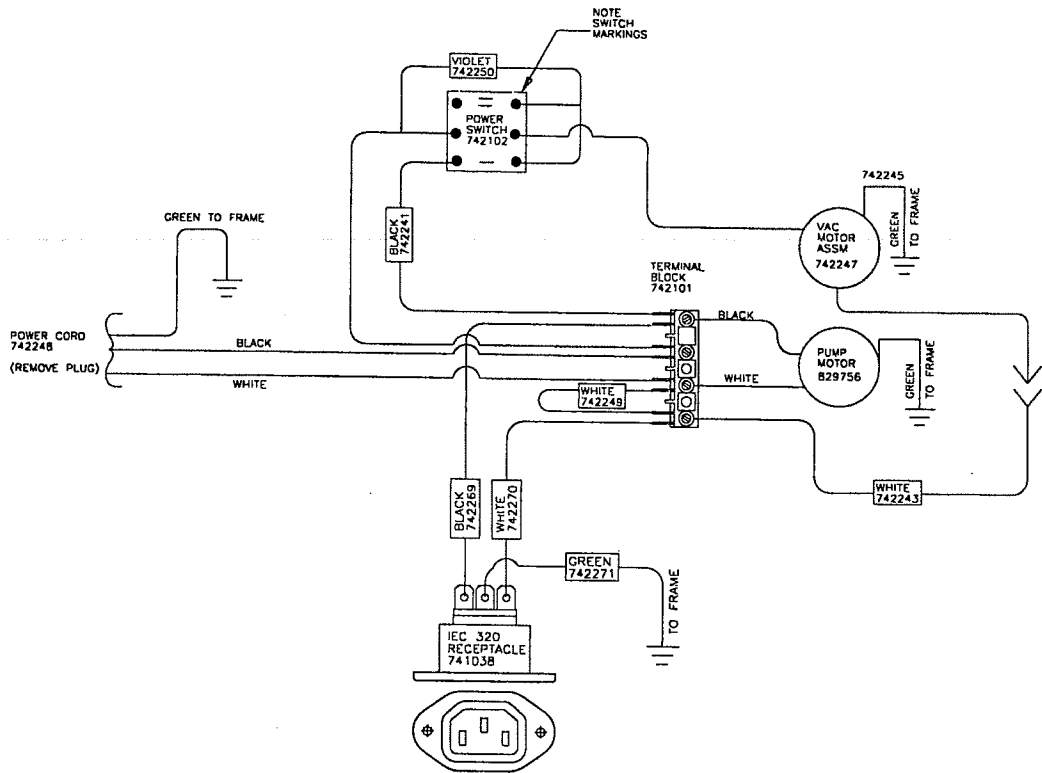 NOTE
SWITCH
MARKINGS
VIOLET
742250
POWER
SWITCH
742102
BLACK
742241
GREEN TO FRAME
742245
GREEN
TO FRAME
VAC
MOTOR
ASSM
742247
TERMINAL
BLOCK
742101
POWER CORD
742248
(REMOVE PLUG)
BLACK
WHITE
BLACK
WHITE
PUMP
MOTOR
829756
GREEN
TO FRAME
WHITE
742249
WHITE
742243
BLACK
742269
WHITE
742270
GREEN
742271
TO FRAME
IEC 320
RECEPTACLE
741038